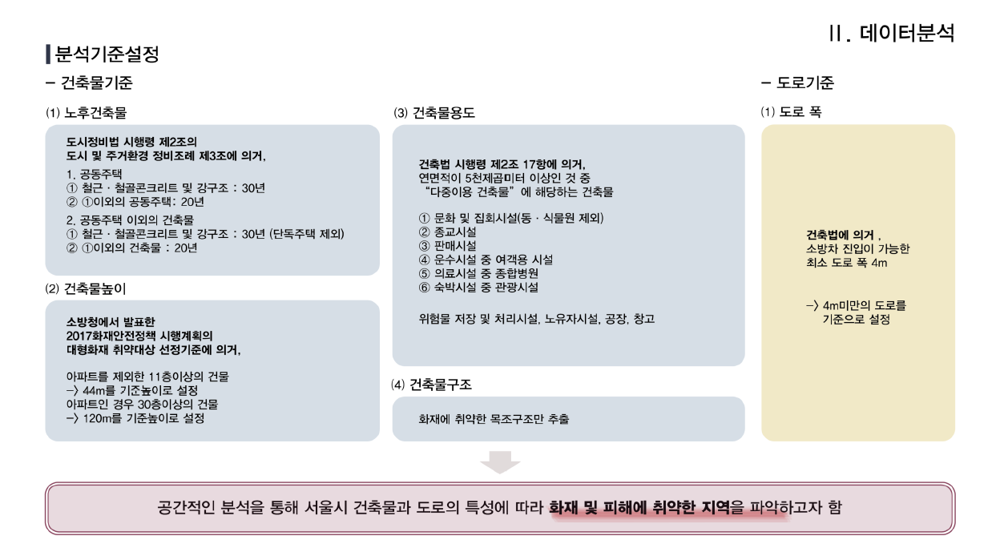 II. 데이터분석
분석기준설정
- 건축물기준
(1) 노후건축물
도시정비법 시행령 제2조의
도시 및 주거환경 정비조례 제3조에 의거,
1. 공동주택
① 철근 · 철골콘크리트 및 강구조 : 30년
② ①이외의 공동주택: 20년
2. 공동주택 이외의 건축물
① 철근 · 철골콘크리트 및 강구조 : 30년 (단독주택 제외)
② ①이외의 건축물 : 20년
(2) 건축물높이
소방청에서 발표한
2017화재안전정책 시행계획의
대형화재 취약대상 선정기준에 의거,
아파트를 제외한 11층이상의 건물
-> 44m를 기준높이로 설정
아파트인 경우 30층이상의 건물
-> 120m를 기준높이로 설정
(3) 건축물용도
건축법 시행령 제2조 17항에 의거,
연면적이 5천제곱미터 이상인 것 중
“다중이용 건축물” 에 해당하는 건축물
① 문화 및 집회시설(동 · 식물원 제외)
② 종교시설
③ 판매시설
④ 운수시설 중 여객용 시설
⑤ 의료시설 중 종합병원
⑥ 숙박시설 중 관광시설
위험물 저장 및 처리시설, 노유자시설, 공장, 창고
(4) 건축물구조
화재에 취약한 목조구조만 추출
- 도로기준
(1) 도로 폭
건축법에 의거 ,
소방차 진입이 가능한
최소 도로 폭 4m
-> 4m미만의 도로를
기준으로 설정
공간적인 분석을 통해 서울시 건축물과 도로의 특성에 따라 화재 및 피해에 취약한 지역을 파악하고자 함